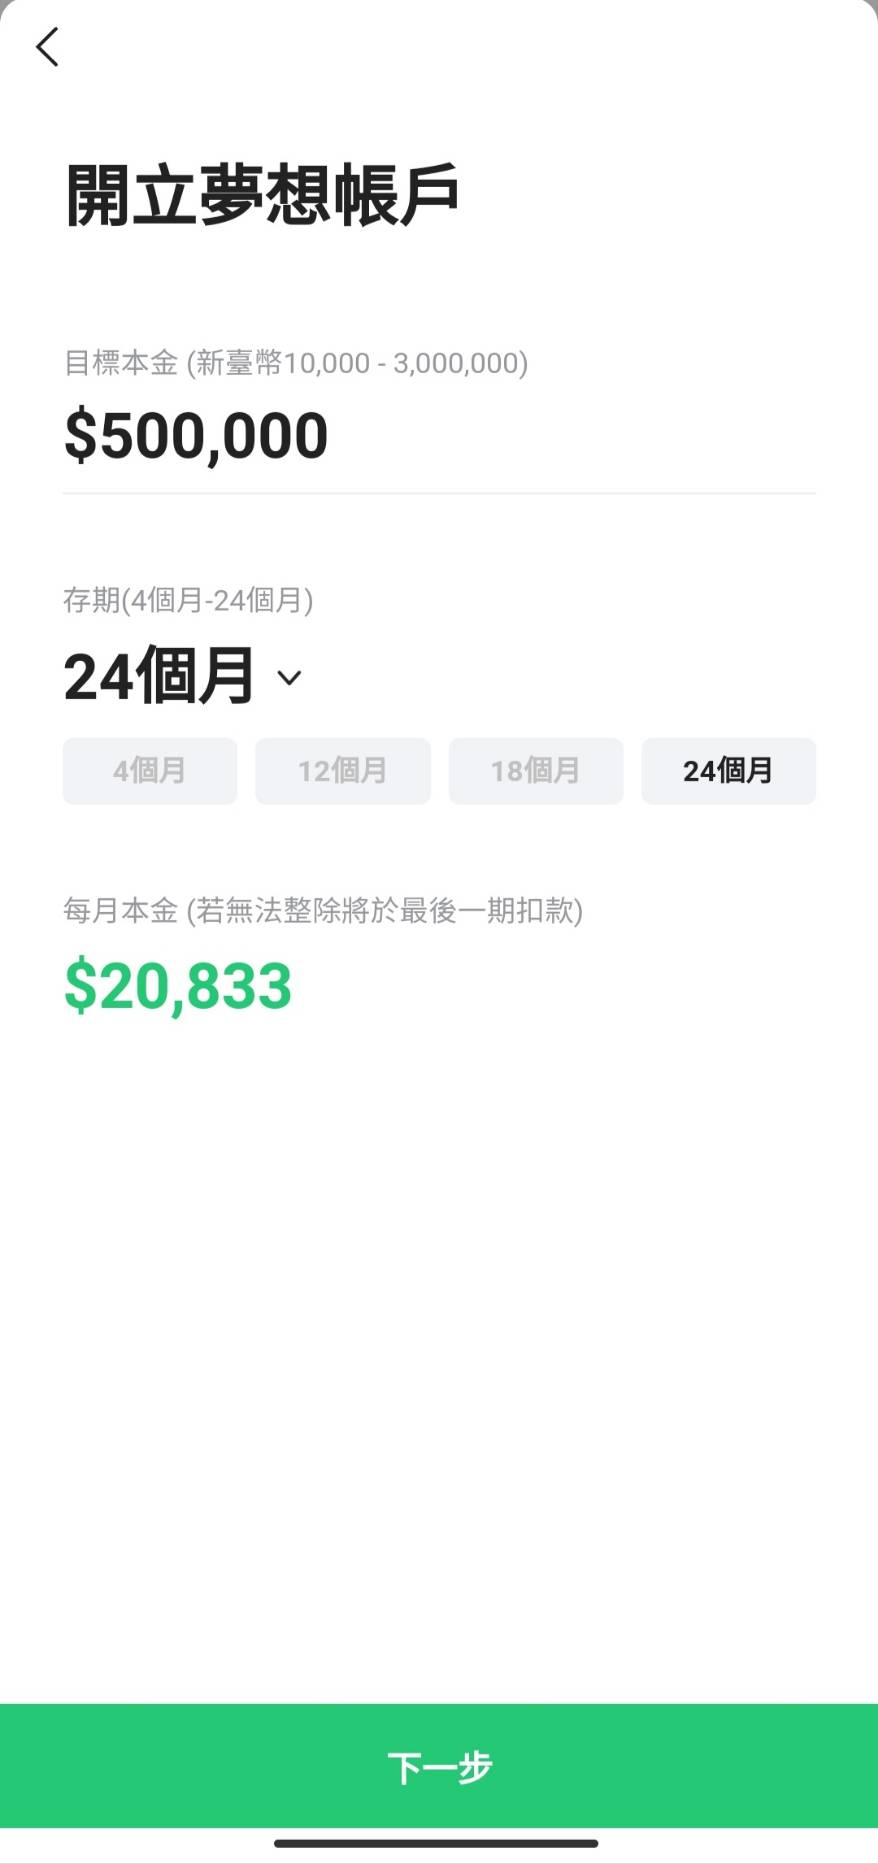 開立夢想帳戶
目標本金 (新臺幣10,000 - 3,000,000)
$500,000
存期(4個月-24個月)
24個月
4個月 12個月 18個月 24個月
每月本金 (若無法整除將於最後一期扣款)
$20,833
下一步